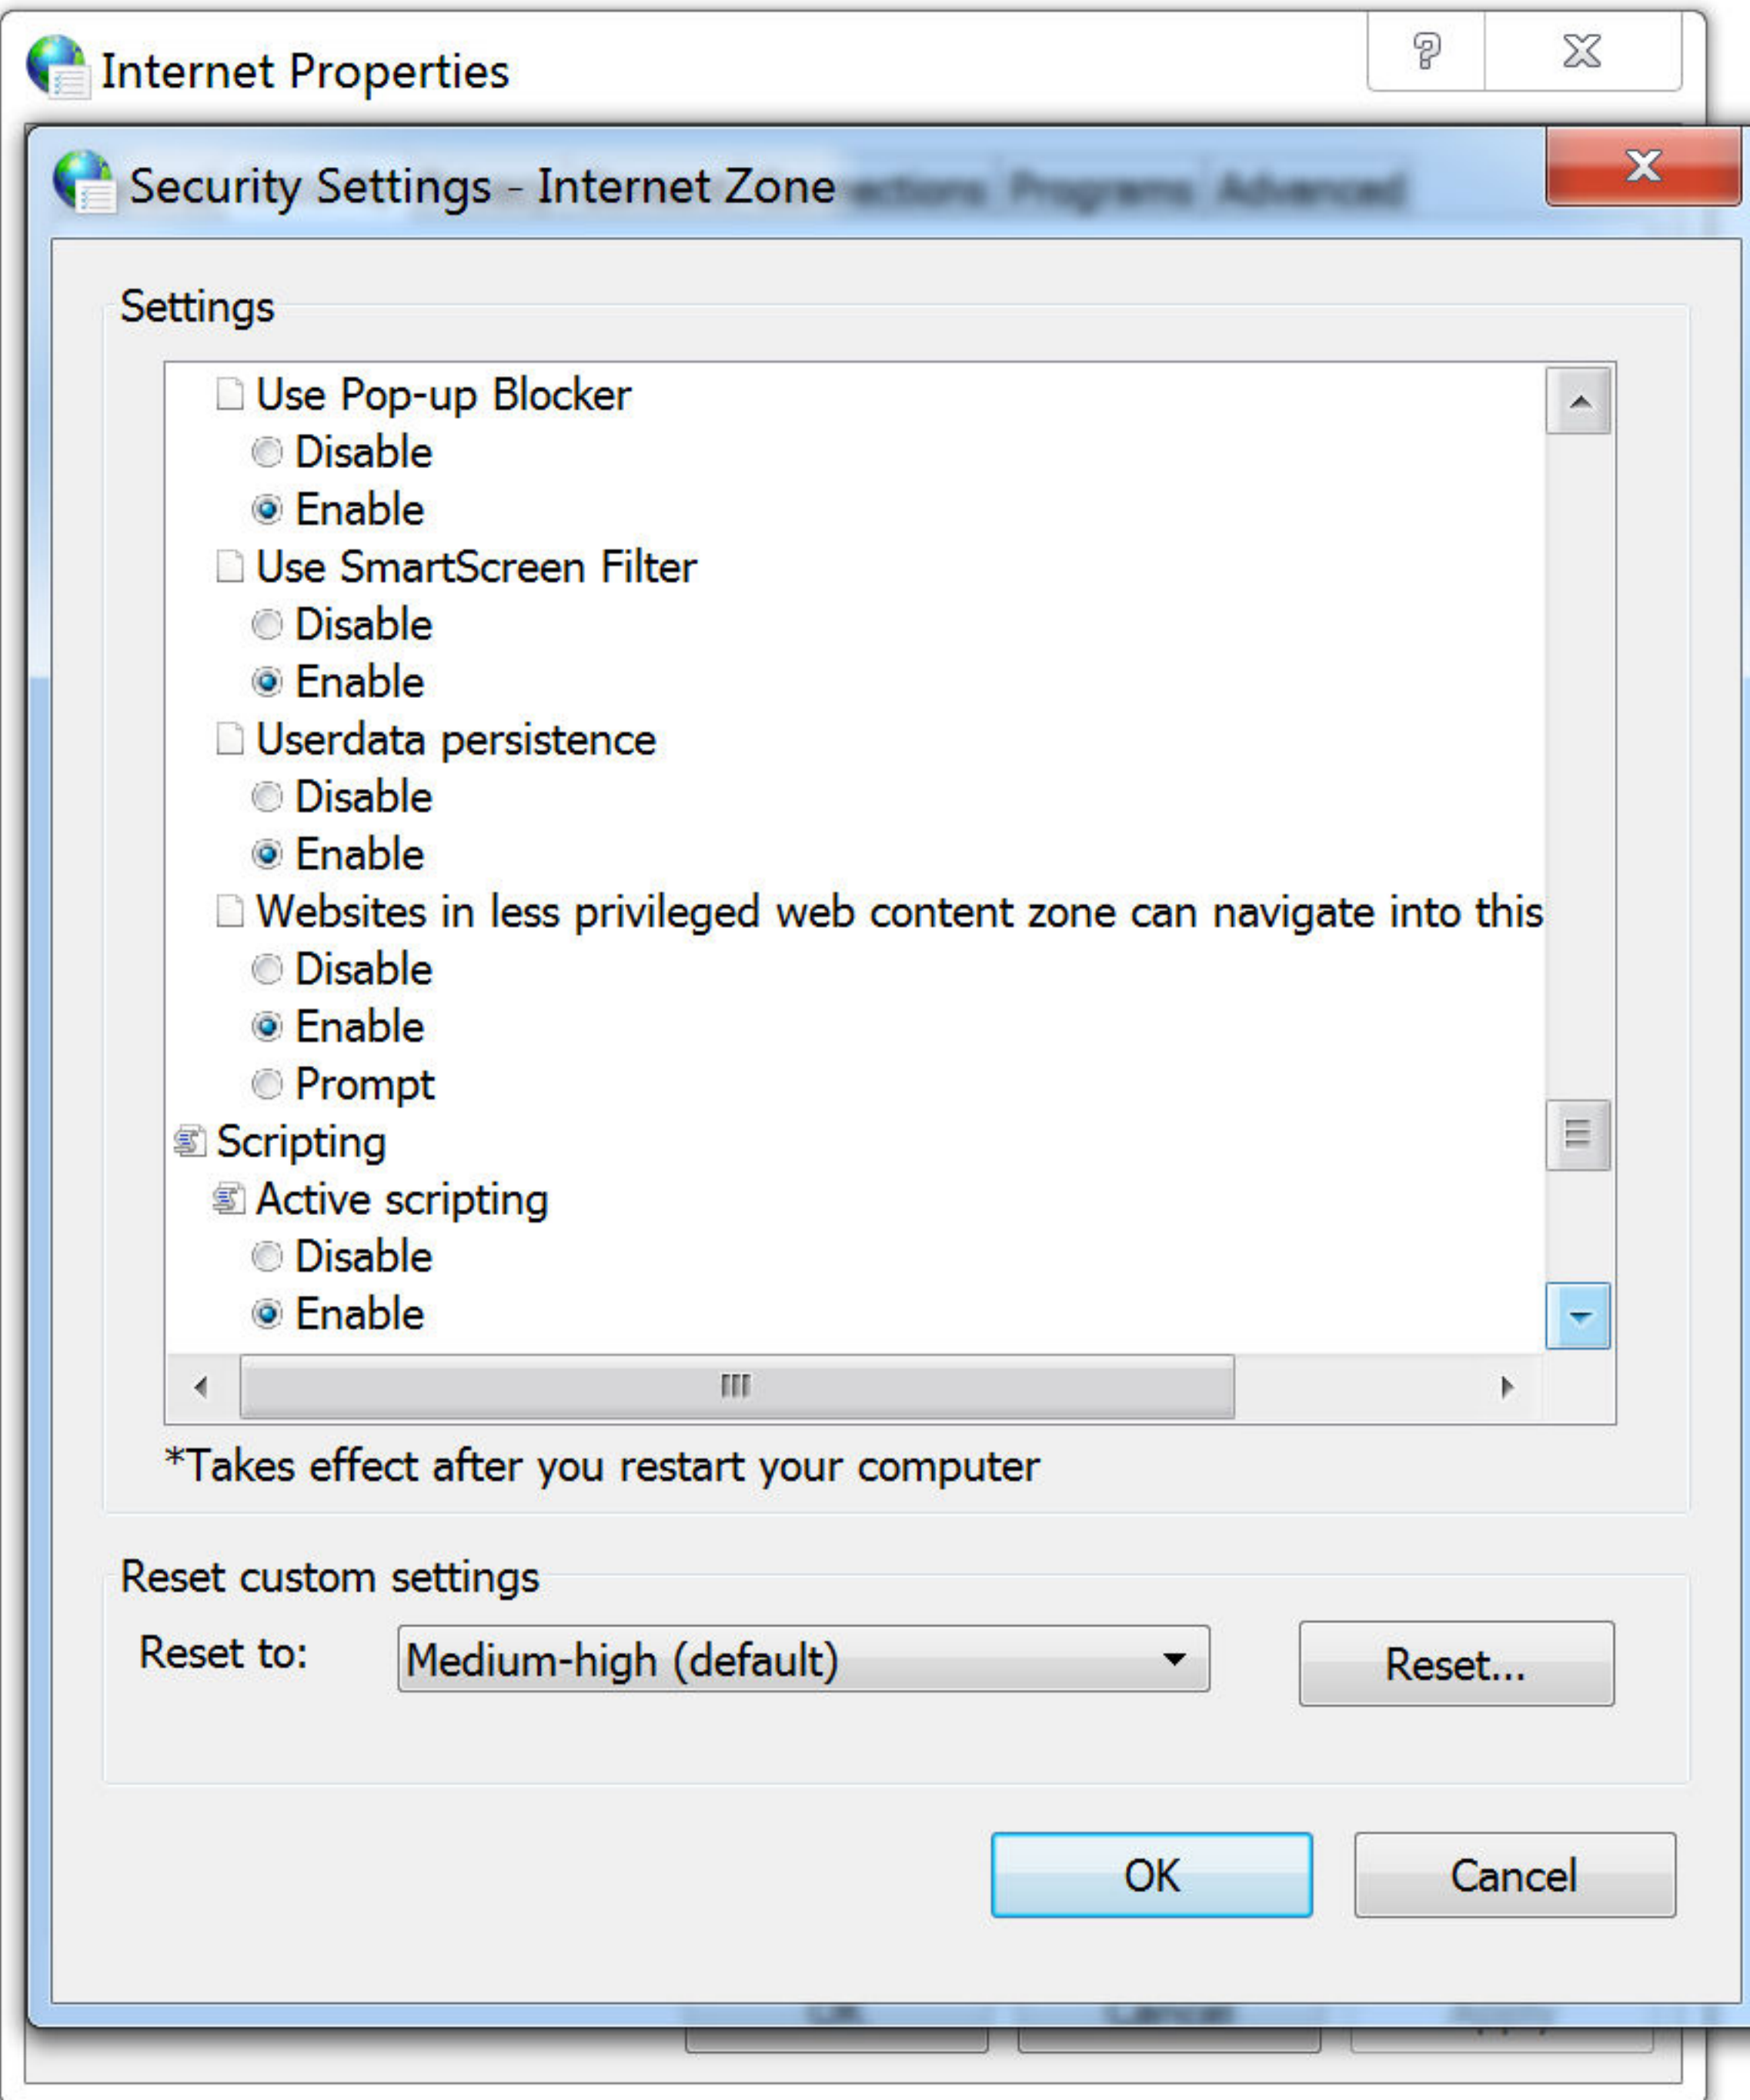 Internet Properties
Security Settings - Internet Zone
Programs Advanced
Settings
Use Pop-up Blocker
Disable
Enable
Use SmartScreen Filter
Disable
Enable
Userdata persistence
Disable
Enable
Websites in less privileged web content zone can navigate into this
Disable
Enable
Prompt
Scripting
Active scripting
Disable
Enable
*Takes effect after you restart your computer
Reset custom settings
Reset to:
Medium-high (default)
Reset...
OK
Cancel